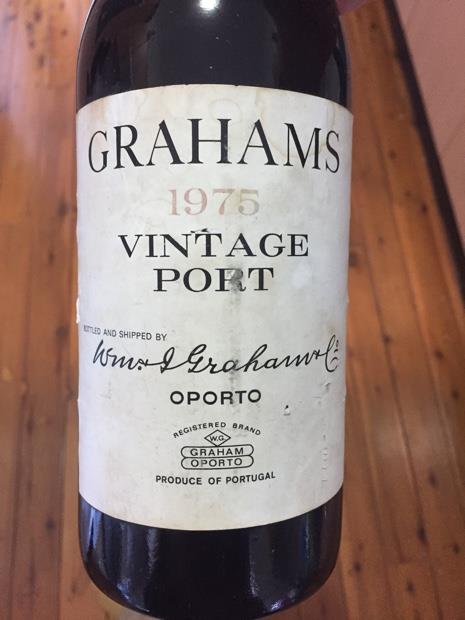 GRAHAMS
1975
VINTAGE
PORT
BOTTLED AND SHIPPED BY
Wm & J Graham & Co
OPORTO
REGISTERED BRAND
W.G.
GRAHAM
OPORTO
PRODUCE OF PORTUGAL